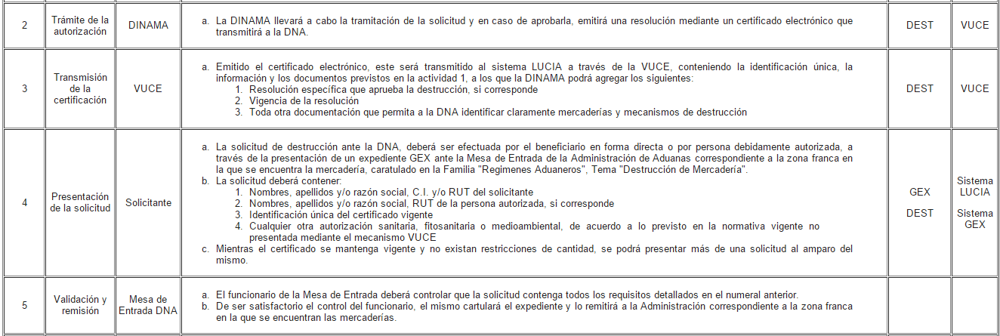 2
Trámite de la
autorización
DINAMA
a. La DINAMA llevará a cabo la tramitación de la solicitud y en caso de aprobarla, emitirá una resolución mediante un certificado electrónico que
transmitirá a la DNA.
DEST
VUCE
3
Transmisión
de la
certificación
VUCE
a. Emitido el certificado electrónico, este será transmitido al sistema LUCIA a través de la VUCE, conteniendo la identificación única, la
información y los documentos previstos en la actividad 1, a los que la DINAMA podrá agregar los siguientes:
1. Resolución específica que aprueba la destrucción, si corresponde
2. Vigencia de la resolución
3. Toda otra documentación que permita a la DNA identificar claramente mercaderías y mecanismos de destrucción
DEST
VUCE
4
Presentación
de la solicitud
Solicitante
a. La solicitud de destrucción ante la DNA, deberá ser efectuada por el beneficiario en forma directa o por persona debidamente autorizada, a
través de la presentación de un expediente GEX ante la Mesa de Entrada de la Administración de Aduanas correspondiente a la zona franca en
la que se encuentra la mercadería, caratulado en la Familia "Regimenes Aduaneros", Tema "Destrucción de Mercadería".
b. La solicitud deberá contener:
1. Nombres, apellidos y/o razón social, C.I. y/o RUT del solicitante
2. Nombres, apellidos y/o razón social, RUT de la persona autorizada, si corresponde
3. Identificación única del certificado vigente
4. Cualquier otra autorización sanitaria, fitosanitaria o medioambiental, de acuerdo a lo previsto en la normativa vigente no
presentada mediante el mecanismo VUCE
c. Mientras el certificado se mantenga vigente y no existan restricciones de cantidad, se podrá presentar más de una solicitud al amparo del
mismo.
GEX
DEST
Sistema
LUCIA
Sistema
GEX
5
Validación y
remisión
Mesa de
Entrada DNA
a. El funcionario de la Mesa de Entrada deberá controlar que la solicitud contenga todos los requisitos detallados en el numeral anterior.
b. De ser satisfactorio el control del funcionario, el mismo cartulará el expediente y lo remitirá a la Administración correspondiente a la zona franca
en la que se encuentran las mercaderías.